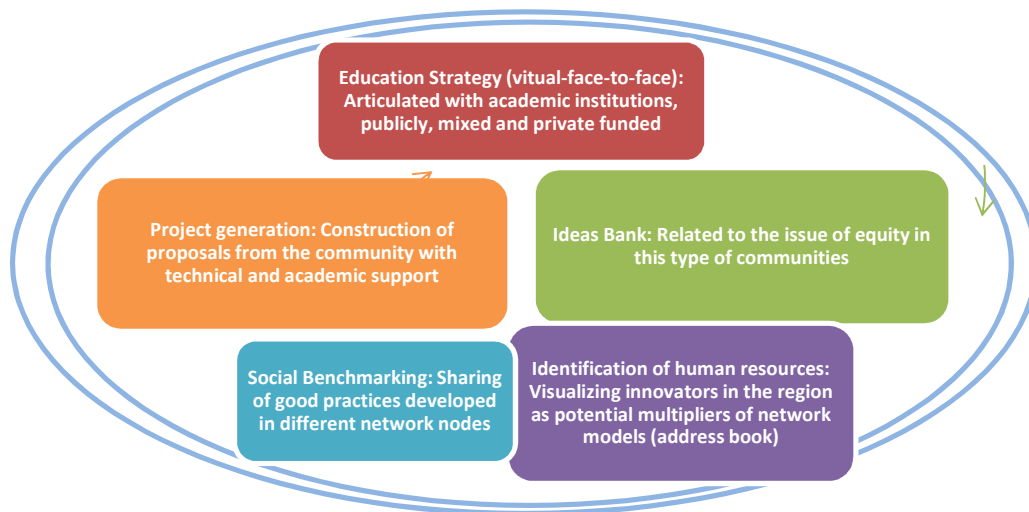 Education Strategy (vitual-face-to-face):
Articulated with academic institutions,
publicly, mixed and private funded
Project generation: Construction of
proposals from the community with
technical and academic support
Ideas Bank: Related to the issue of equity in
this type of communities
Social Benchmarking: Sharing
of good practices developed
in different network nodes
Identification of human resources:
Visualizing innovators in the region
as potential multipliers of network
models (address book)